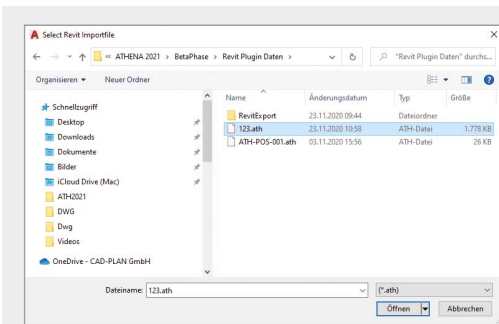 Select Revit Importfile
« ATHENA 2021 › BetaPhase › Revit Plugin Daten ›
"Revit Plugin Daten" durchs...
Organisieren Neuer Ordner
Name Änderungsdatum Typ Größe
Schnellzugriff
Desktop
Downloads
Dokumente
Bilder
iCloud Drive (Mac)
ATH2021
DWG
Dwg
Videos
OneDrive - CAD-PLAN GmbH
RevitExport 23.11.2020 09:44 Dateiordner
123.ath 23.11.2020 10:58 ATH-Datei 1.778 KB
ATH-POS-001.ath 03.11.2020 15:56 ATH-Datei 26 KB
Dateiname: 123.ath (*.ath)
Öffnen Abbrechen